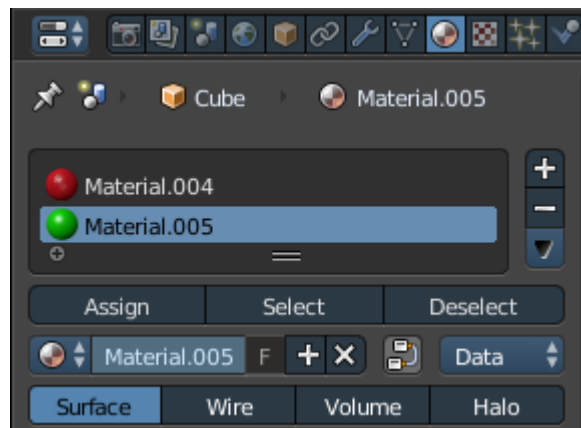 Cube Material.005
Material.004
Material.005
Assign Select Deselect
Material.005 F Data
Surface Wire Volume Halo